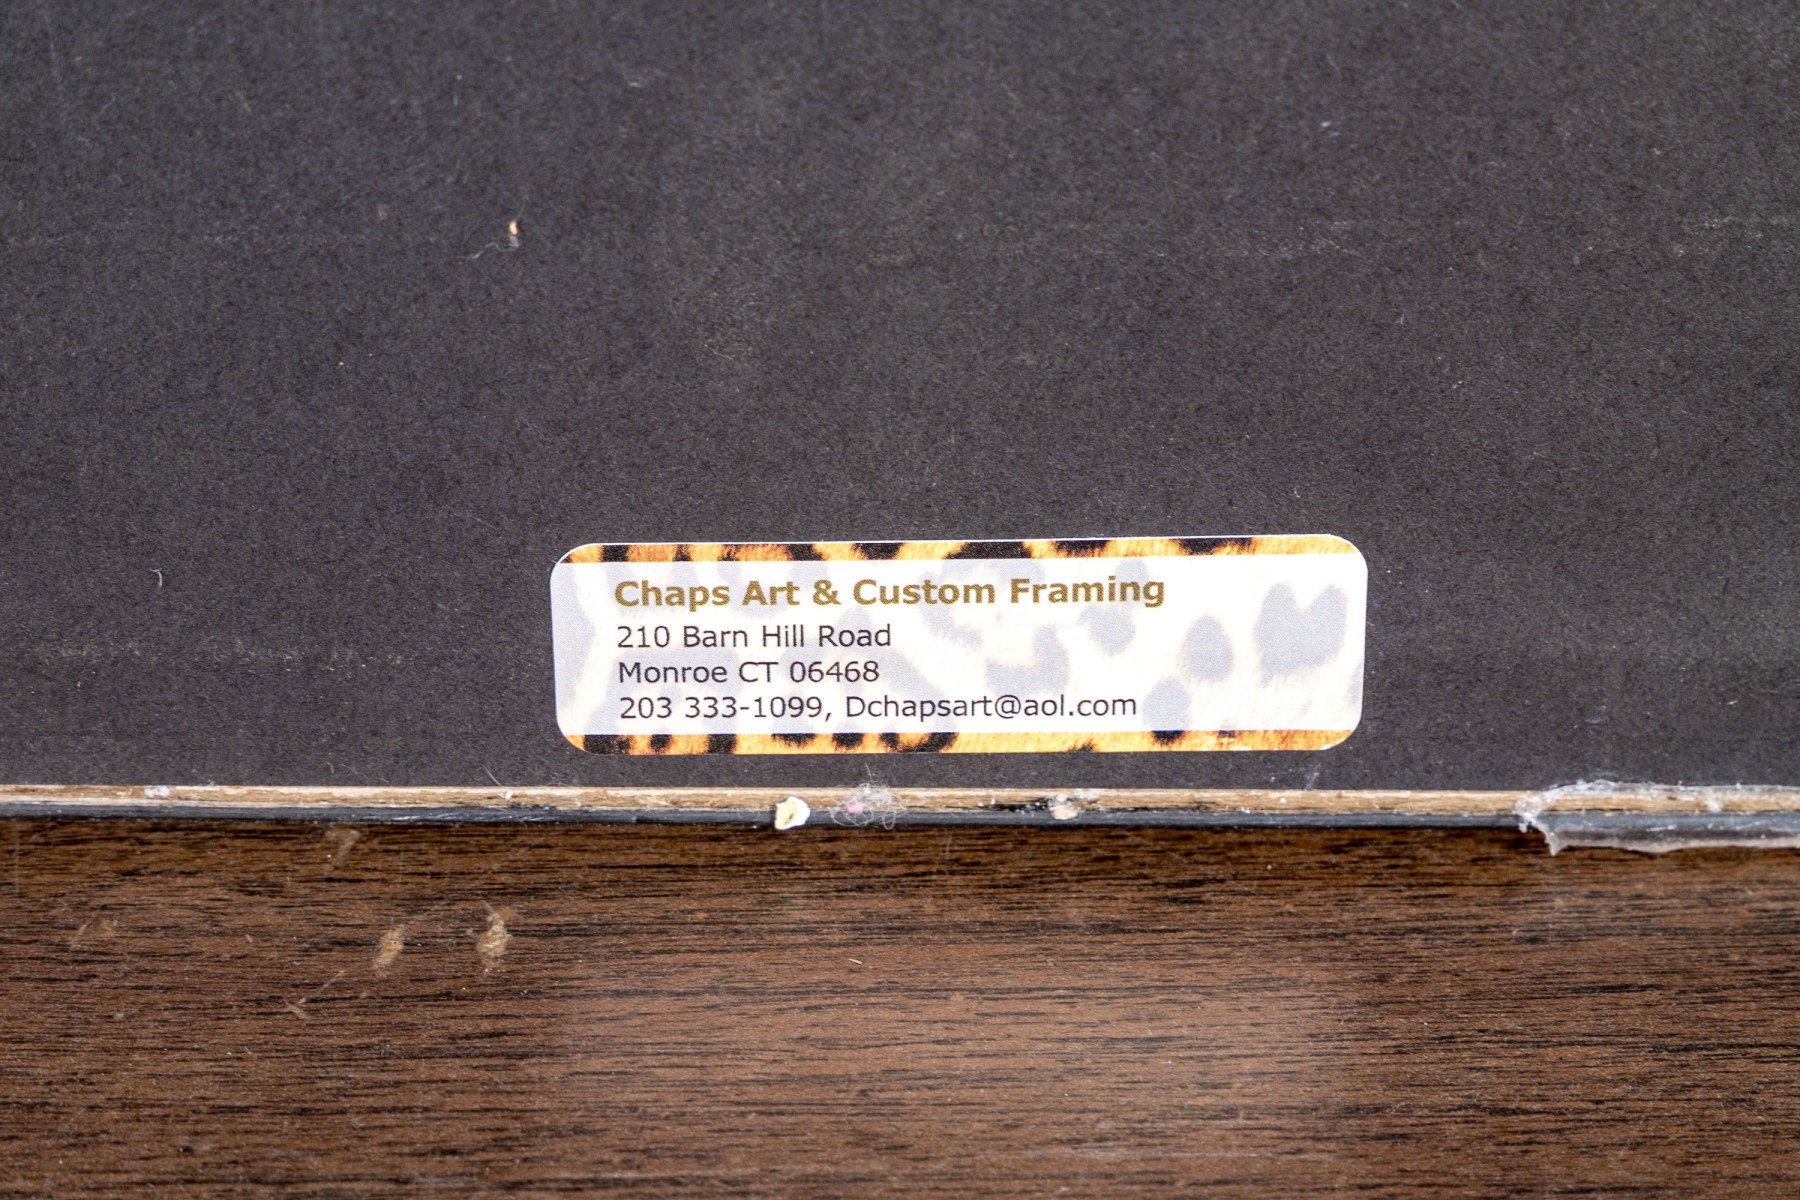 Chaps Art & Custom Framing
210 Barn Hill Road
Monroe CT 06468
203 333-1099, Dchapsart@aol.com